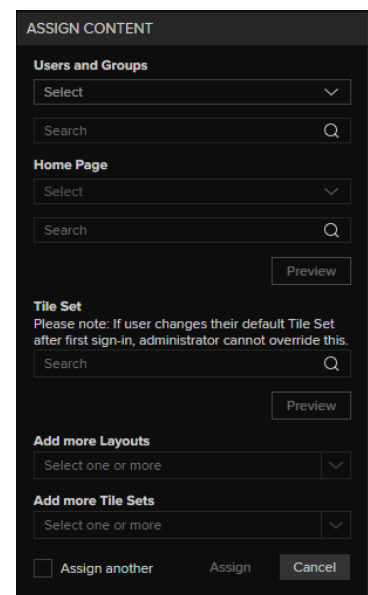 ASSIGN CONTENT
Users and Groups
Select
Search
Home Page
Select
Search
Preview
Tile Set
Please note: If user changes their default Tile Set
after first sign-in, administrator cannot override this.
Search
Preview
Add more Layouts
Select one or more
Add more Tile Sets
Select one or more
Assign another Assign Cancel